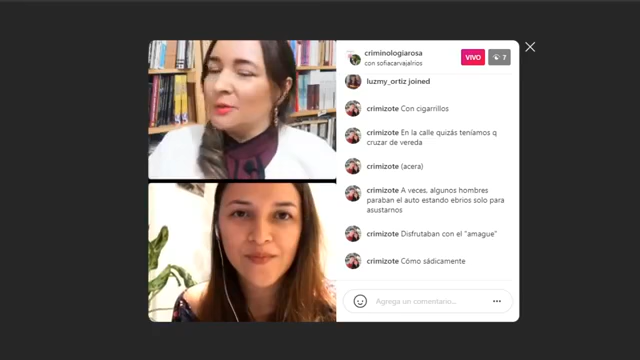 criminologiarosa
con sofiacarvajalrios
VIVO
7
luzmy_ortiz joined
crimizote Con cigarrillos
crimizote En la calle quizás teníamos q
cruzar de vereda
crimizote (acera)
crimizote A veces, algunos hombres
paraban el auto estando ebrios solo para
asustarnos
crimizote Disfrutaban con el "amague"
crimizote Cómo sádicamente
Agrega un comentario...